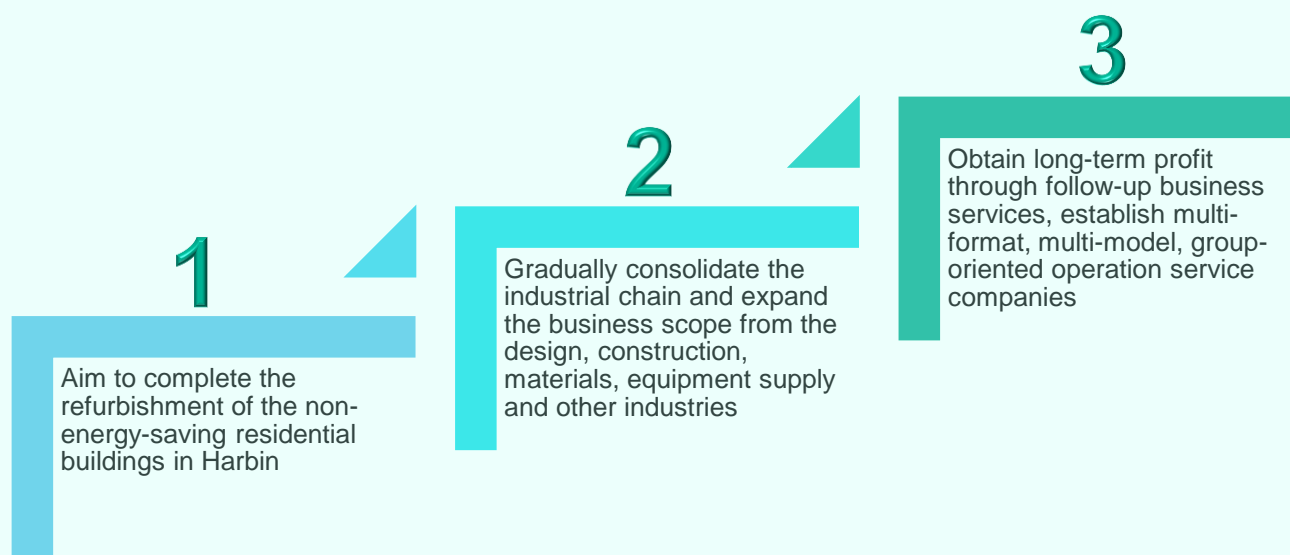 1
Aim to complete the
refurbishment of the non-
energy-saving residential
buildings in Harbin
2
Gradually consolidate the
industrial chain and expand
the business scope from the
design, construction,
materials, equipment supply
and other industries
3
Obtain long-term profit
through follow-up business
services, establish multi-
format, multi-model, group-
oriented operation service
companies